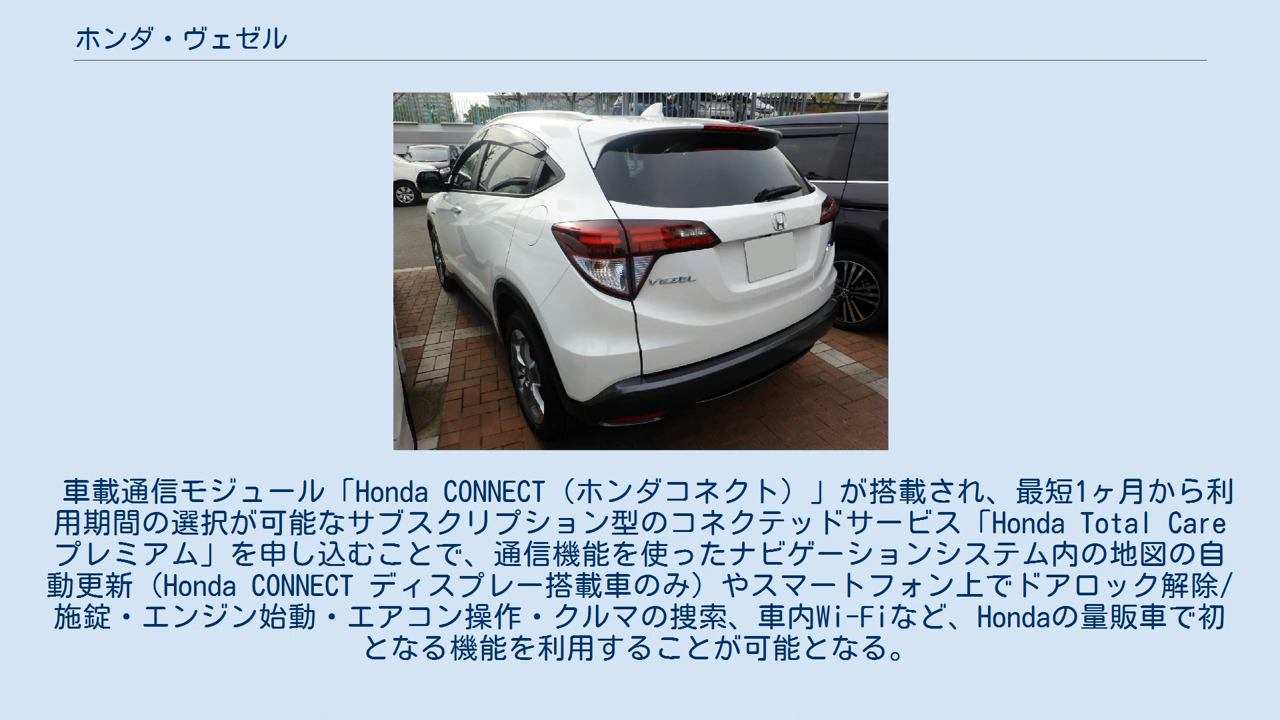 ホンダ・ヴェゼル
VEZEL
車載通信モジュール「Honda CONNECT（ホンダコネクト）」が搭載され、最短1ヶ月から利
用期間の選択が可能なサブスクリプション型のコネクテッドサービス「Honda Total Care
プレミアム」を申し込むことで、通信機能を使ったナビゲーションシステム内の地図の自
動更新（Honda CONNECT ディスプレー搭載車のみ）やスマートフォン上でドアロック解除/
施錠・エンジン始動・エアコン操作・クルマの捜索、車内Wi-Fiなど、Hondaの量販車で初
となる機能を利用することが可能となる。